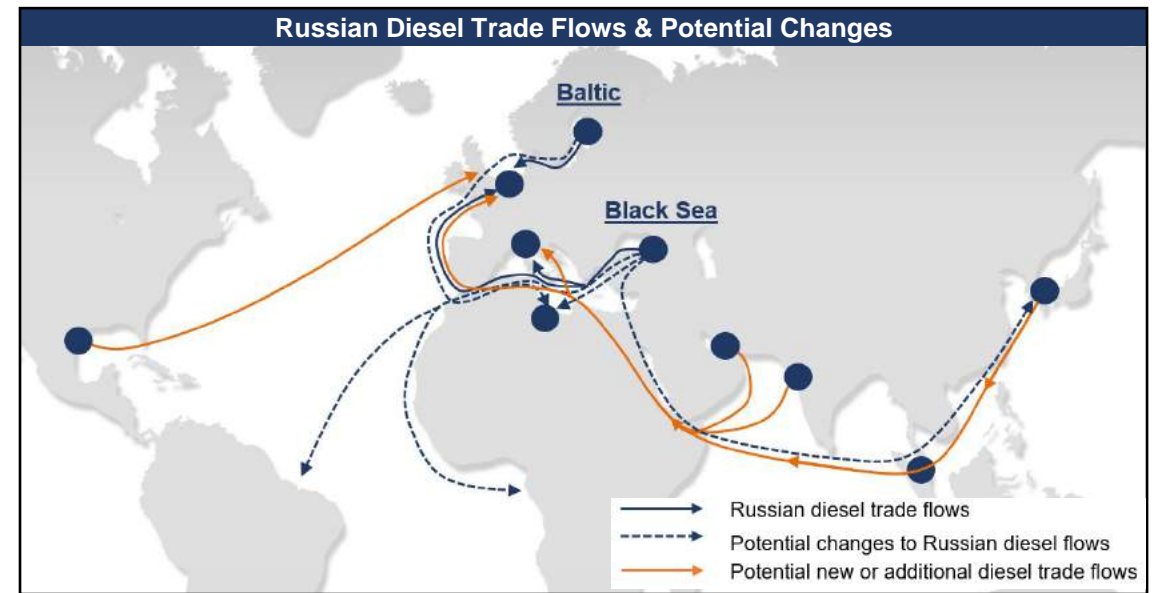 Russian Diesel Trade Flows & Potential Changes
Baltic
Black Sea
Russian diesel trade flows
Potential changes to Russian diesel flows
Potential new or additional diesel trade flows